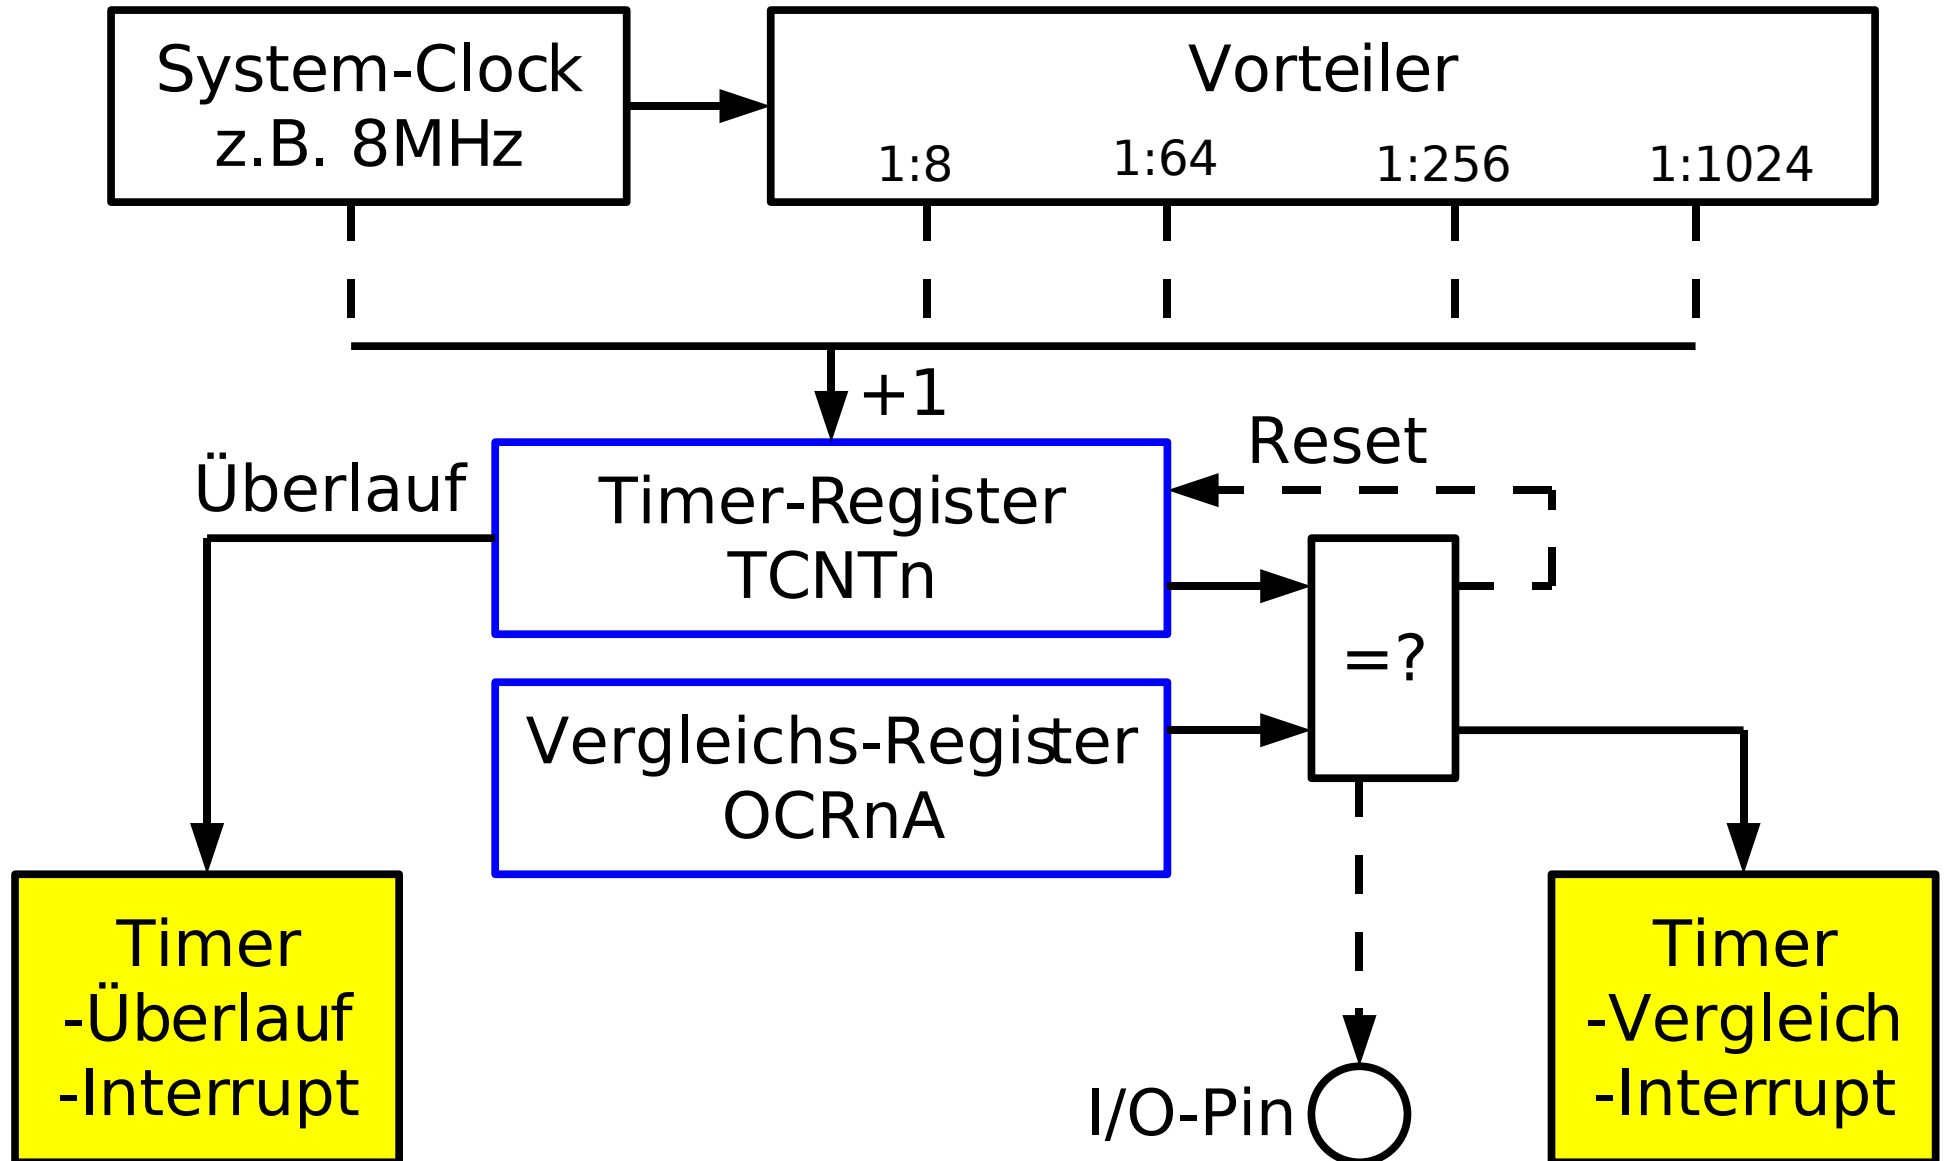 System-Clock
z.B. 8MHz
Vorteiler
1:8
1:64
1:256
1:1024
+1
Reset
Überlauf
Timer-Register
TCNTn
=?
Vergleichs-Register
OCRnA
Timer
-Überlauf
-Interrupt
I/O-Pin
Timer
-Vergleich
-Interrupt